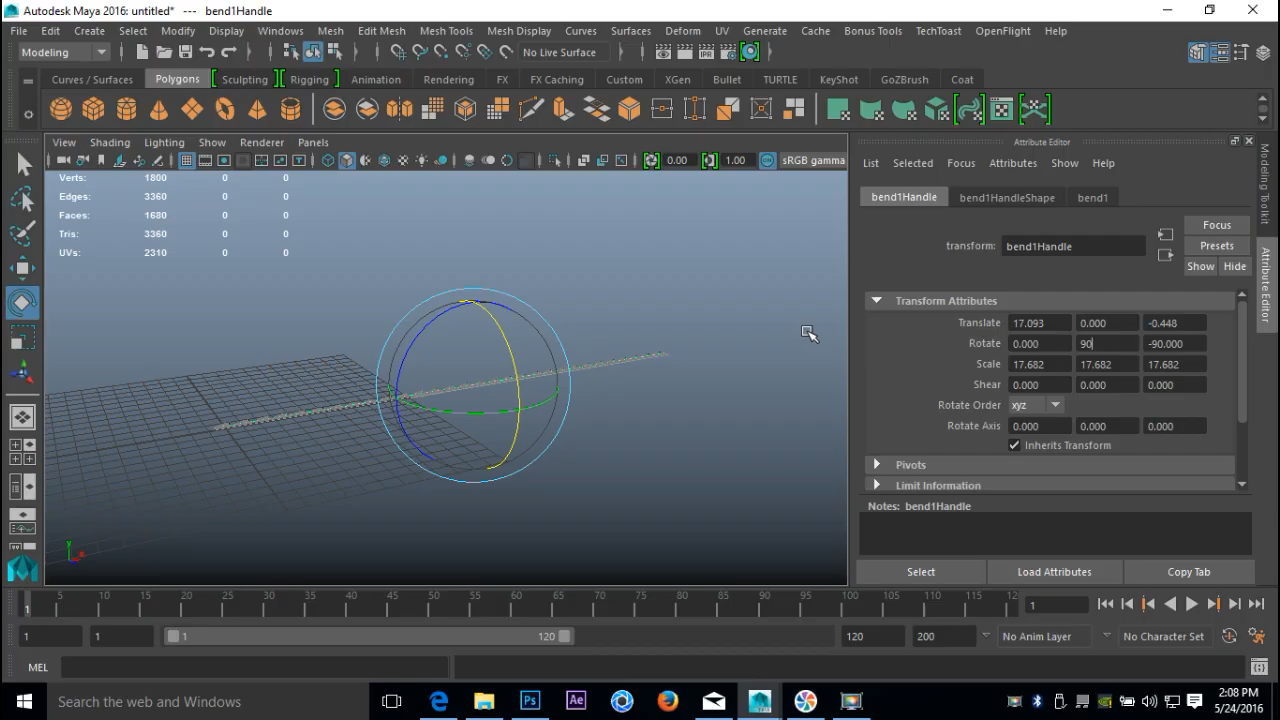 Autodesk Maya 2016: untitled* --- bend1Handle
File Edit Create Select Modify Display Windows Mesh Edit Mesh Mesh Tools Mesh Display Curves Surfaces Deform UV Generate Cache Bonus Tools TechToast OpenFlight Help
Modeling No Live Surface
Curves / Surfaces Polygons Sculpting Rigging Animation Rendering FX FX Caching Custom XGen Bullet TURTLE KeyShot GoZBrush Coat
View Shading Lighting Show Renderer Panels
0.00 1.00 sRGB gamma
Verts: 1800 0 0
Edges: 3360 0 0
Faces: 1680 0 0
Tris: 3360 0 0
UVs: 2310 0 0
y x
Attribute Editor
List Selected Focus Attributes Show Help
bend1Handle bend1HandleShape bend1
Focus
transform: bend1Handle Presets
Show Hide
Transform Attributes
Translate 17.093 0.000 -0.448
Rotate 0.000 90 -90.000
Scale 17.682 17.682 17.682
Shear 0.000 0.000 0.000
Rotate Order xyz
Rotate Axis 0.000 0.000 0.000
Inherits Transform
Pivots
Limit Information
Notes: bend1Handle
Select Load Attributes Copy Tab
Modeling Toolkit
Attribute Editor
1 5 10 15 20 25 30 35 40 45 50 55 60 65 70 75 80 85 90 95 100 105 110 115 12 1
1 1 1 120 120 200 No Anim Layer No Character Set
MEL
Search the web and Windows
Ps Ae
2:08 PM
5/24/2016